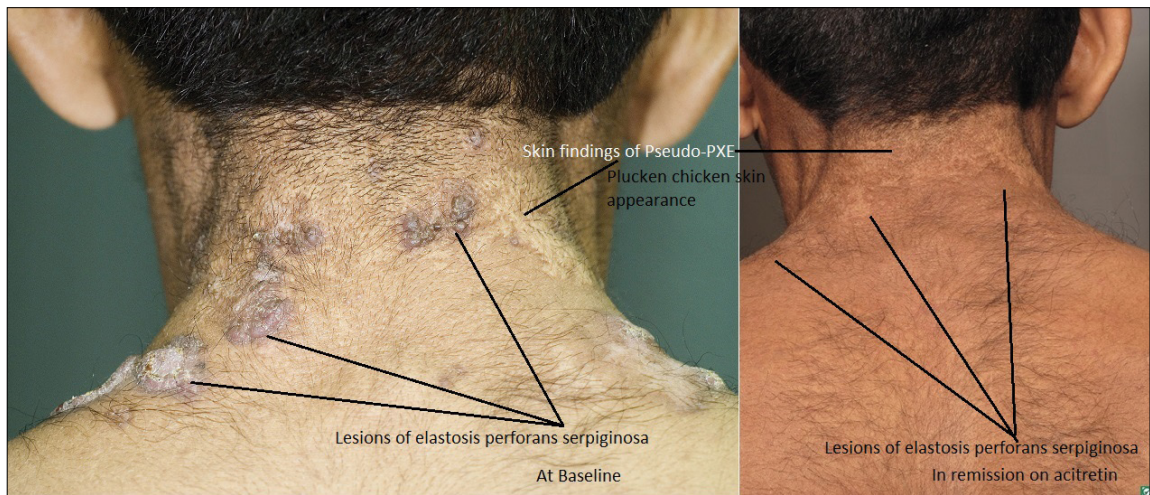 Skin findings of Pseudo-PXE
Plucken chicken skin
appearance
Lesions of elastosis perforans serpiginosa
At Baseline
Lesions of elastosis perforans serpiginosa
In remission on acitretin